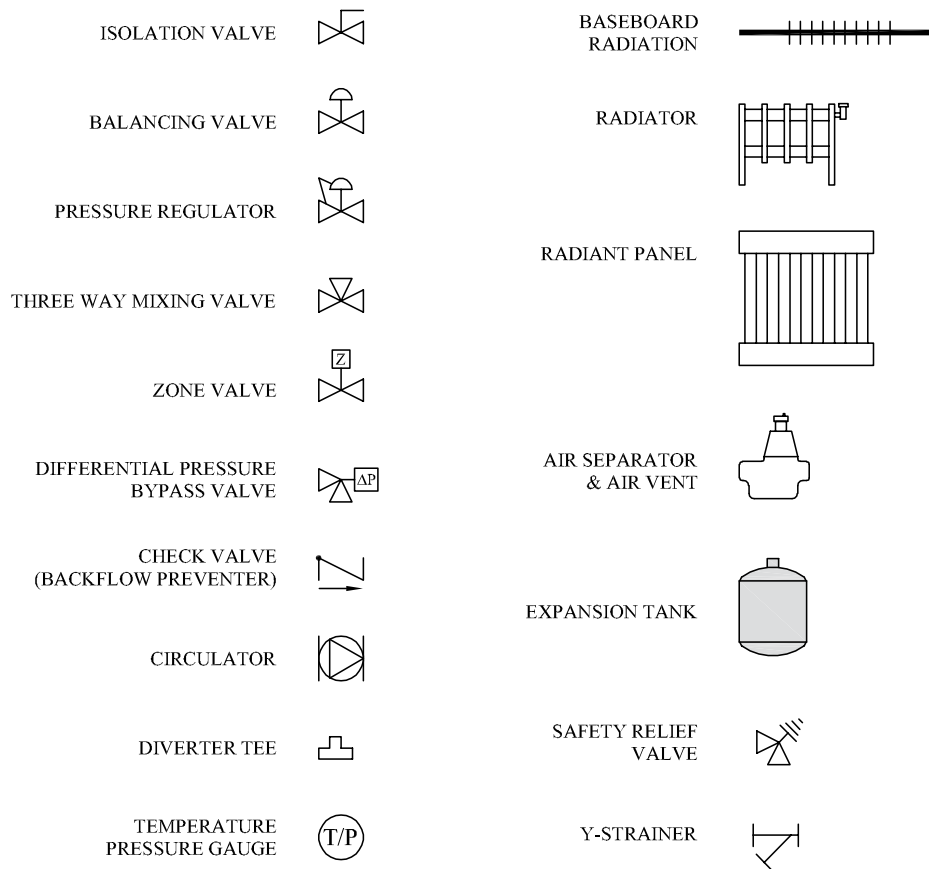 ISOLATION VALVE
BALANCING VALVE
PRESSURE REGULATOR
THREE WAY MIXING VALVE
Z
ZONE VALVE
DIFFERENTIAL PRESSURE
BYPASS VALVE
ΔP
CHECK VALVE
(BACKFLOW PREVENTER)
CIRCULATOR
DIVERTER TEE
TEMPERATURE
PRESSURE GAUGE
T/P
BASEBOARD
RADIATION
RADIATOR
RADIANT PANEL
AIR SEPARATOR
& AIR VENT
EXPANSION TANK
SAFETY RELIEF
VALVE
Y-STRAINER